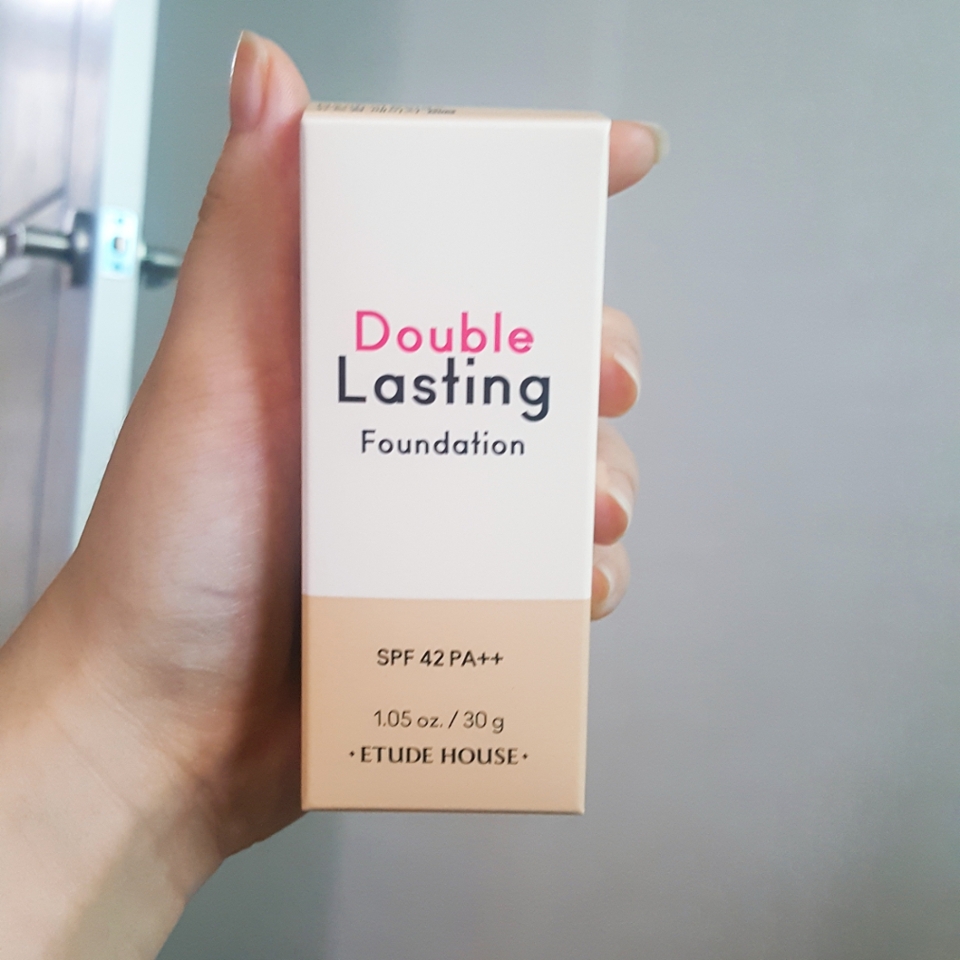 Double
Lasting
Foundation
SPF 42 PA++
1.05 oz. / 30 g
• ETUDE HOUSE •